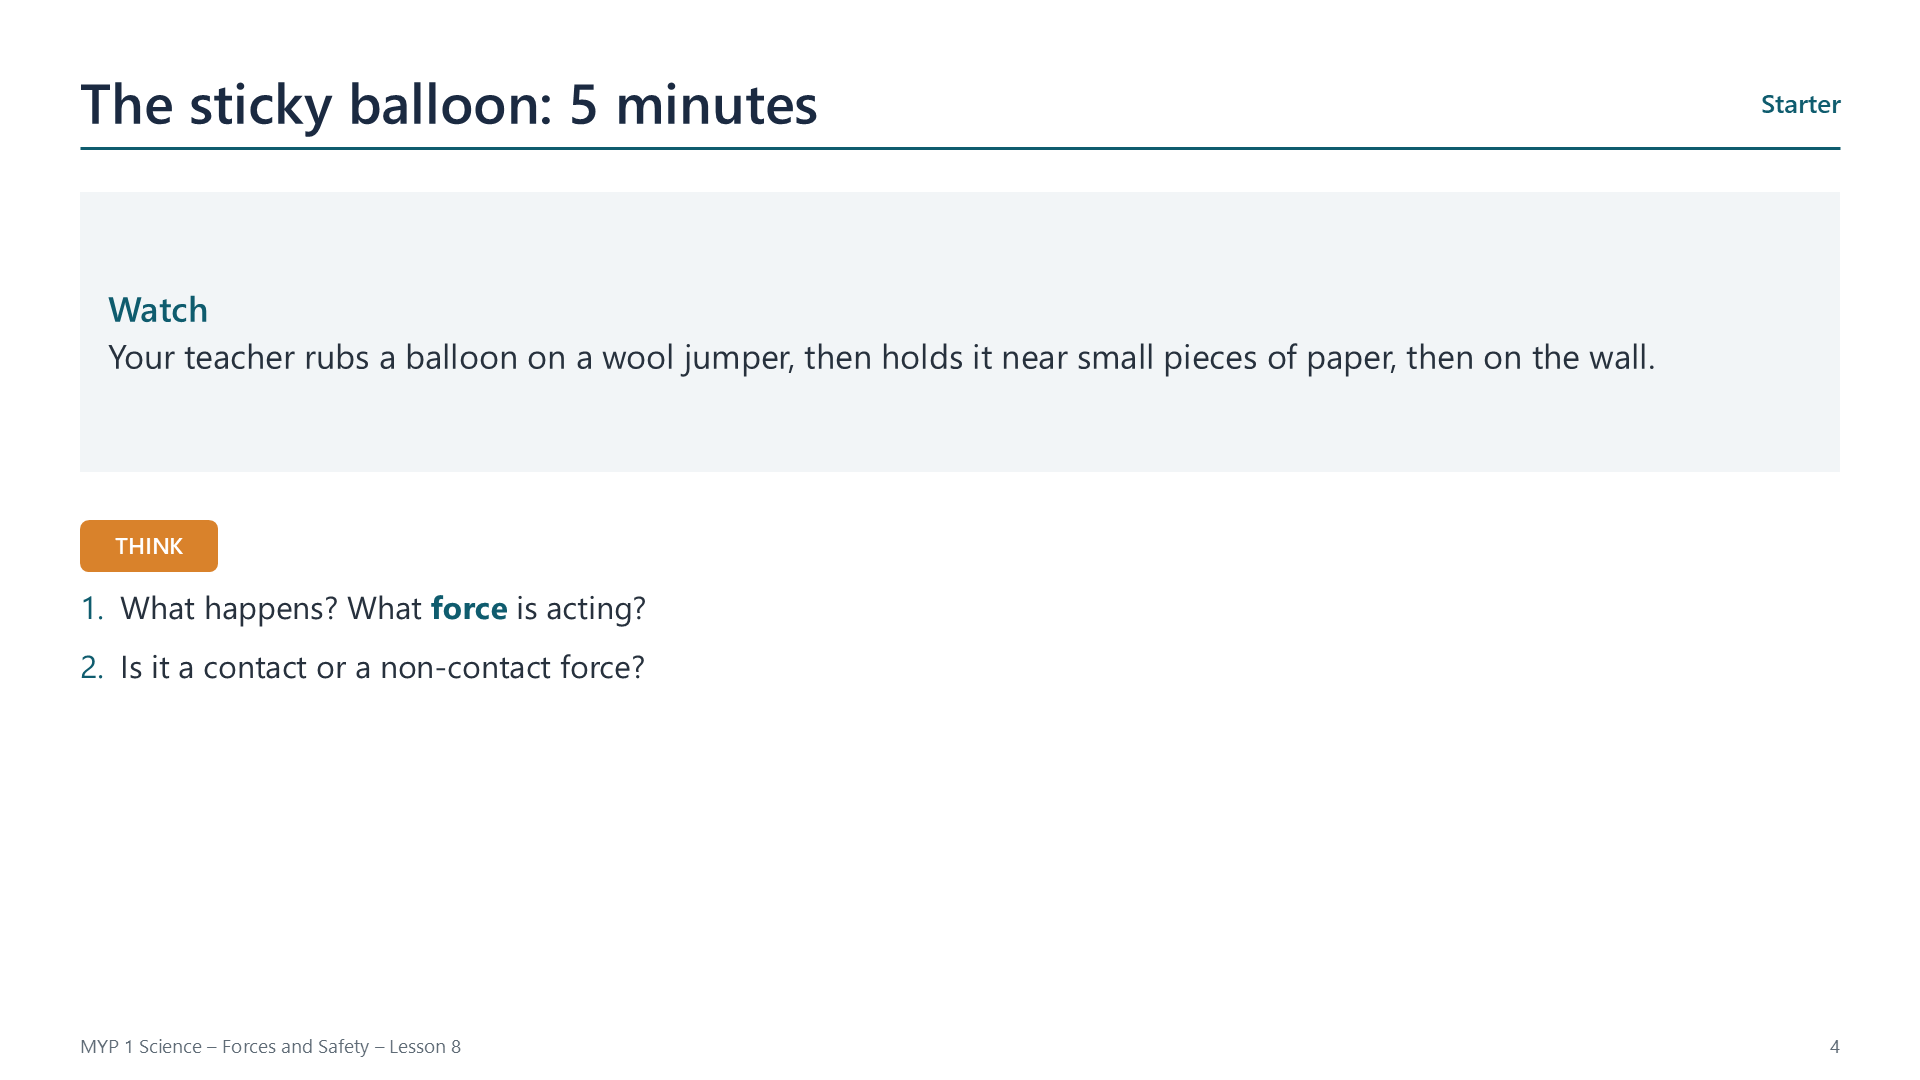 The sticky balloon: 5 minutes
Starter
Watch
Your teacher rubs a balloon on a wool jumper, then holds it near small pieces of paper, then on the wall.
THINK
1. What happens? What force is acting?
2. Is it a contact or a non-contact force?
MYP 1 Science – Forces and Safety – Lesson 8
4